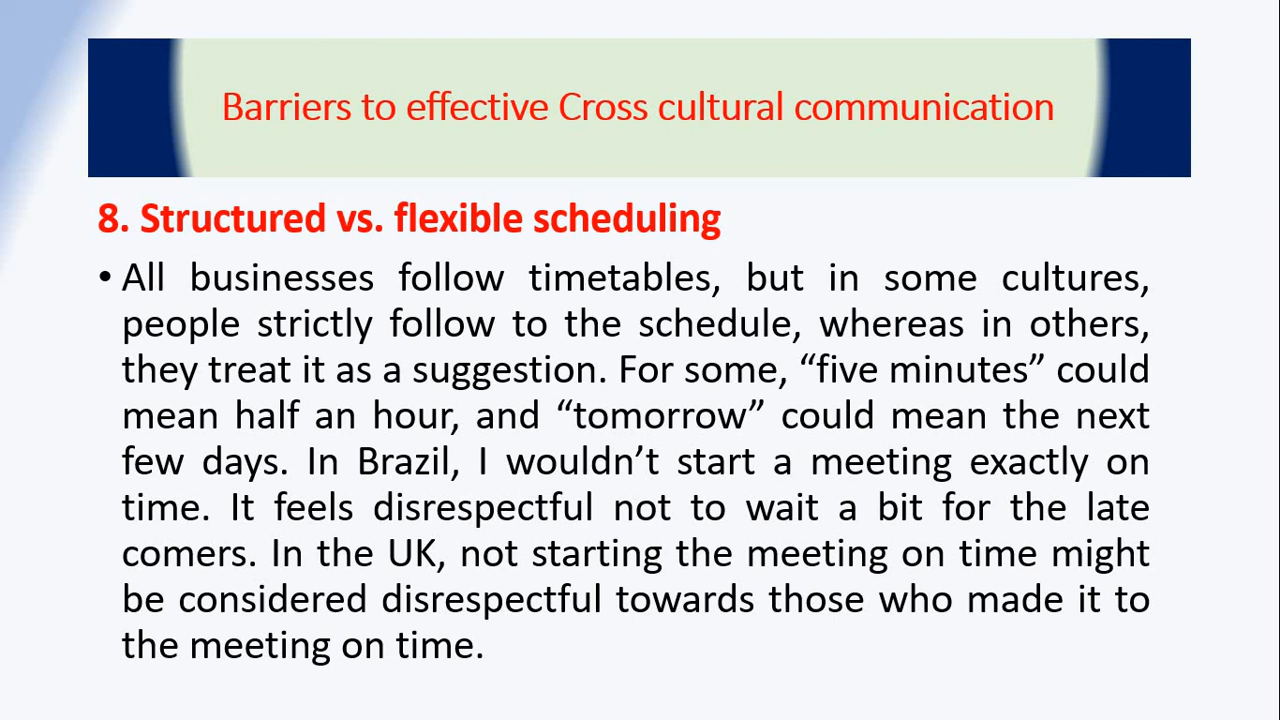 Barriers to effective Cross cultural communication
8. Structured vs. flexible scheduling
• All businesses follow timetables, but in some cultures,
people strictly follow to the schedule, whereas in others,
they treat it as a suggestion. For some, “five minutes” could
mean half an hour, and “tomorrow” could mean the next
few days. In Brazil, I wouldn’t start a meeting exactly on
time. It feels disrespectful not to wait a bit for the late
comers. In the UK, not starting the meeting on time might
be considered disrespectful towards those who made it to
the meeting on time.